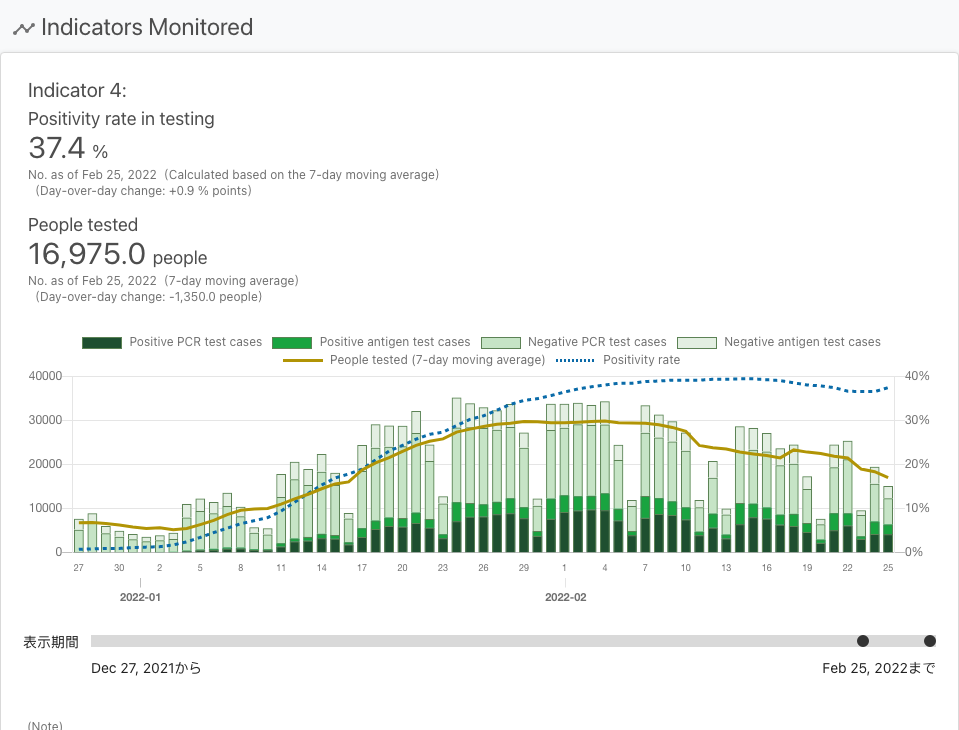 Indicators Monitored
Indicator 4:
Positivity rate in testing
37.4 %
No. as of Feb 25, 2022 (Calculated based on the 7-day moving average)
(Day-over-day change: +0.9 % points)
People tested
16,975.0 people
No. as of Feb 25, 2022 (7-day moving average)
(Day-over-day change: -1,350.0 people)
Positive PCR test cases Positive antigen test cases Negative PCR test cases Negative antigen test cases
People tested (7-day moving average) Positivity rate
40000 40%
30000 30%
20000 20%
10000 10%
0 0%
27 30 2 5 8 11 14 17 20 23 26 29 1 4 7 10 13 16 19 22 25
2022-01 2022-02
表示期間
Dec 27, 2021から Feb 25, 2022まで
(Note)